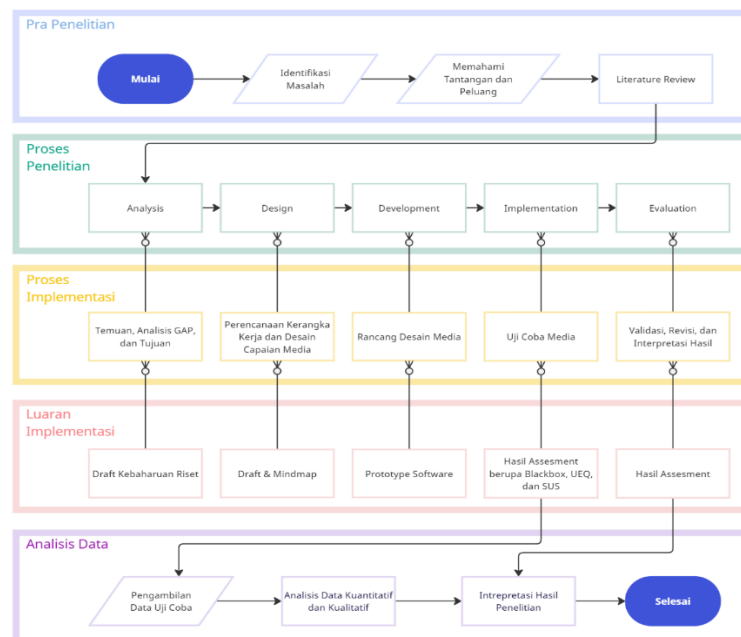 Pra Penelitian
Mulai
Identifikasi
Masalah
Memahami
Tantangan dan
Peluang
Literature Review
Proses
Penelitian
Analysis
Design
Development
Implementation
Evaluation
Proses
Implementasi
Temuan, Analisis GAP,
dan Tujuan
Perencanaan Kerangka
Kerja dan Desain
Capaian Media
Rancang Desain Media
Uji Coba Media
Validasi, Revisi, dan
Interpretasi Hasil
Luaran
Implementasi
Draft Kebaharuan Riset
Draft & Mindmap
Prototype Software
Hasil Assesment
berupa Blackbox, UEQ,
dan SUS
Hasil Assesment
Analisis Data
Pengambilan
Data Uji Coba
Analisis Data Kuantitatif
dan Kualitatif
Intrepretasi Hasil
Penelitian
Selesai